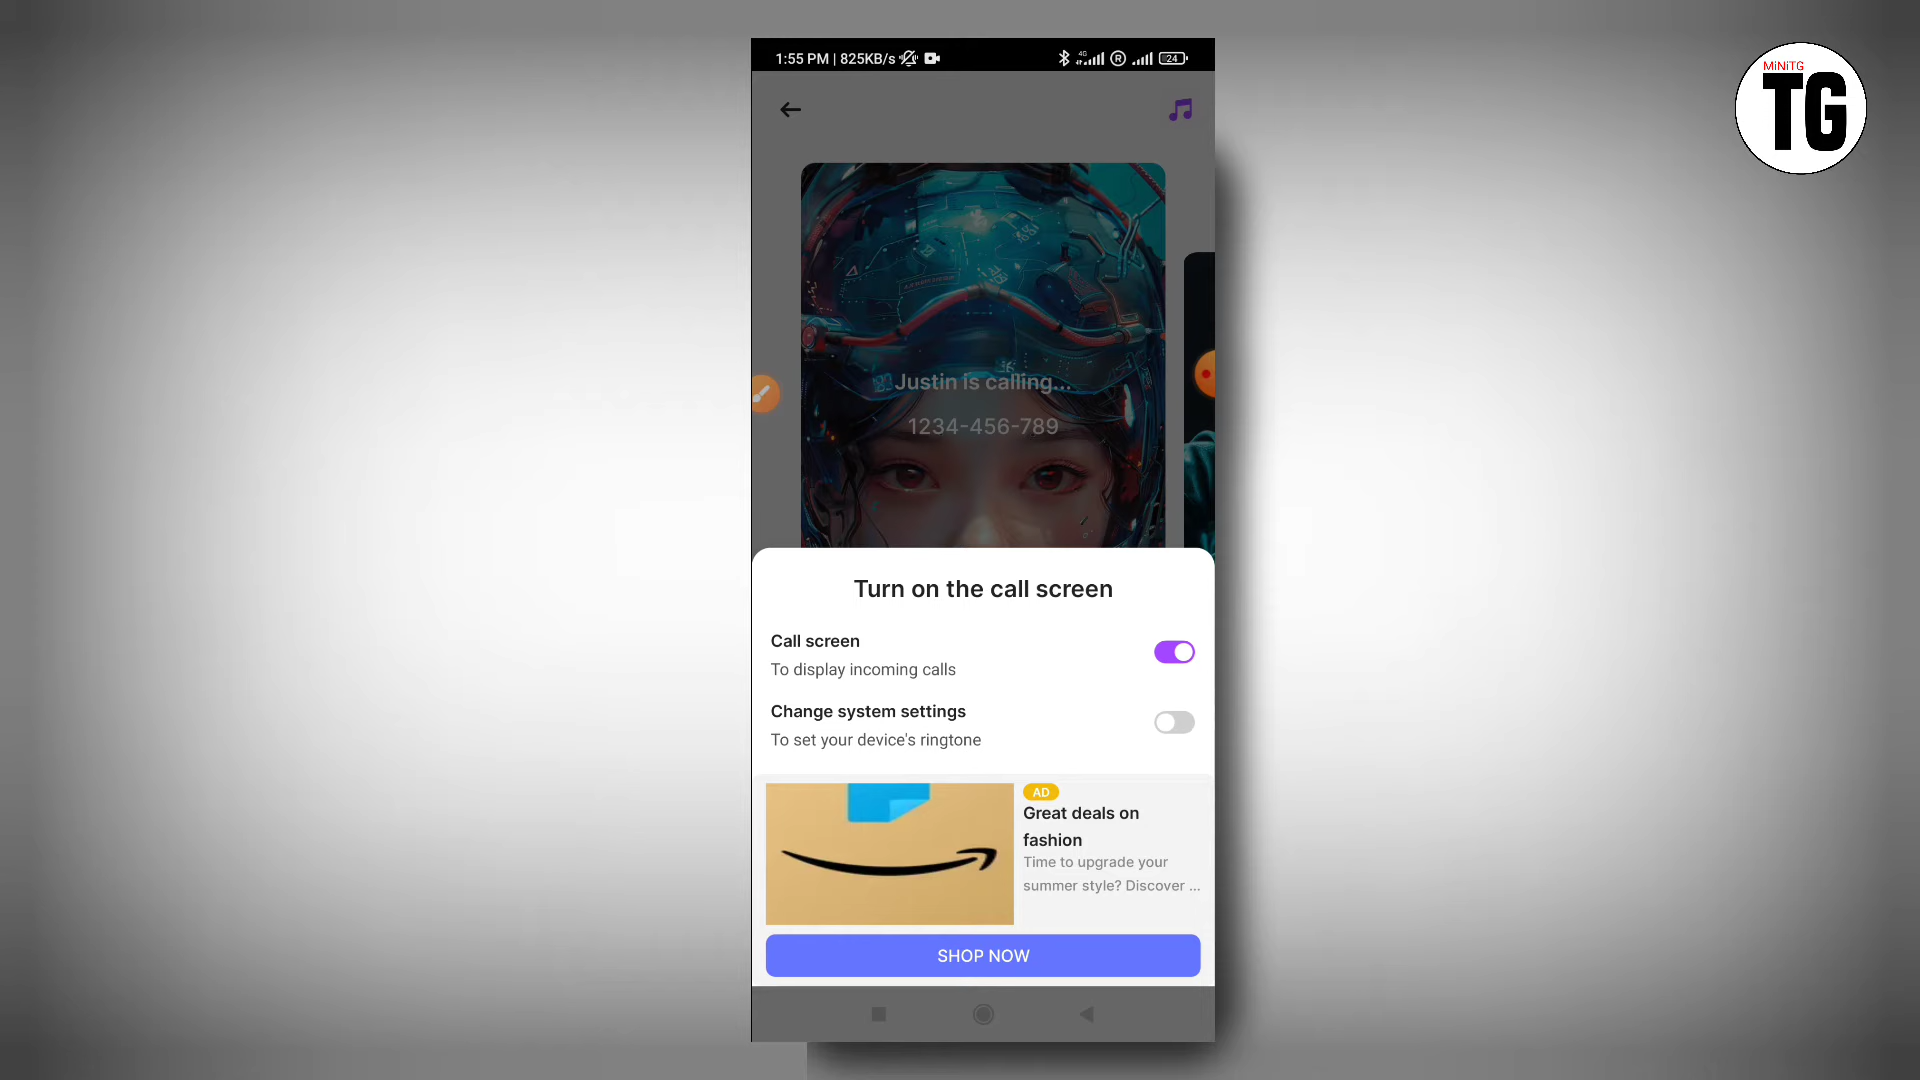 MiNiTG
TG
1:55 PM | 825KB/s
4G
R
24
Justin is calling...
1234-456-789
Turn on the call screen
Call screen
To display incoming calls
Change system settings
To set your device's ringtone
AD
Great deals on
fashion
Time to upgrade your
summer style? Discover ...
SHOP NOW